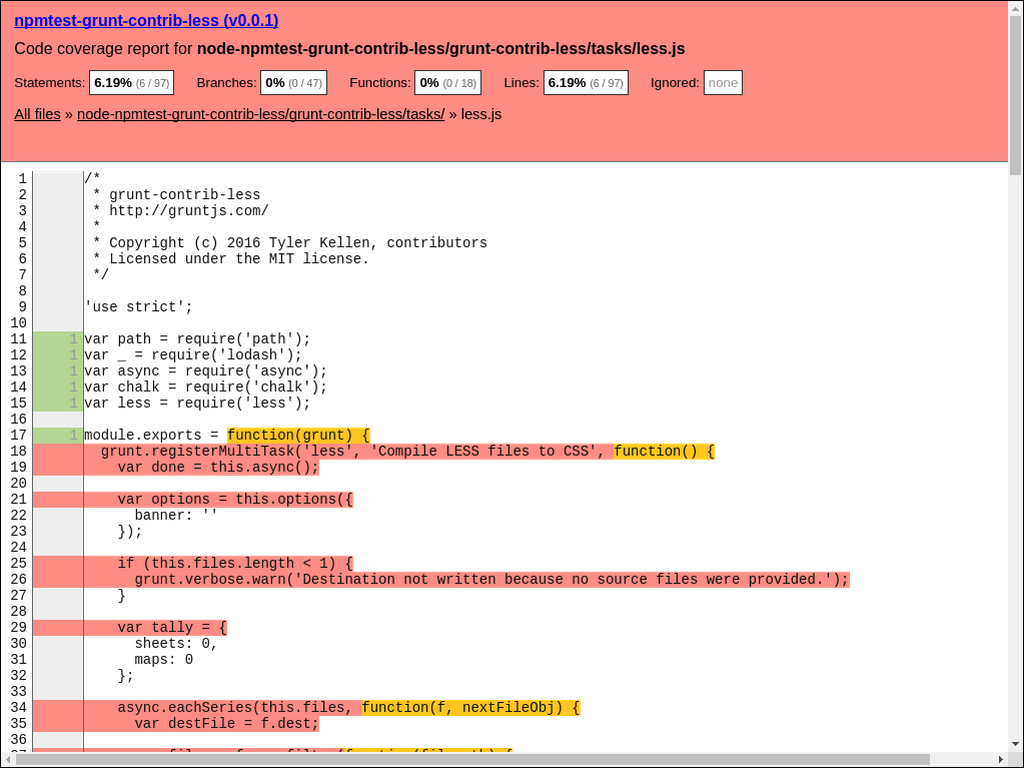 npmtest-grunt-contrib-less (v0.0.1)
Code coverage report for node-npmtest-grunt-contrib-less/grunt-contrib-less/tasks/less.js
Statements: 6.19% (6 / 97) Branches: 0% (0 / 47) Functions: 0% (0 / 18) Lines: 6.19% (6 / 97) Ignored: none
All files » node-npmtest-grunt-contrib-less/grunt-contrib-less/tasks/ » less.js
1 /*
2  * grunt-contrib-less
3  * http://gruntjs.com/
4  *
5  * Copyright (c) 2016 Tyler Kellen, contributors
6  * Licensed under the MIT license.
7  */
8
9 'use strict';
10
11 1 var path = require('path');
12 1 var _ = require('lodash');
13 1 var async = require('async');
14 1 var chalk = require('chalk');
15 1 var less = require('less');
16
17 1 module.exports = function(grunt) {
18   grunt.registerMultiTask('less', 'Compile LESS files to CSS', function() {
19     var done = this.async();
20
21     var options = this.options({
22       banner: ''
23     });
24
25     if (this.files.length < 1) {
26       grunt.verbose.warn('Destination not written because no source files were provided.');
27     }
28
29     var tally = {
30       sheets: 0,
31       maps: 0
32     };
33
34     async.eachSeries(this.files, function(f, nextFileObj) {
35       var destFile = f.dest;
36